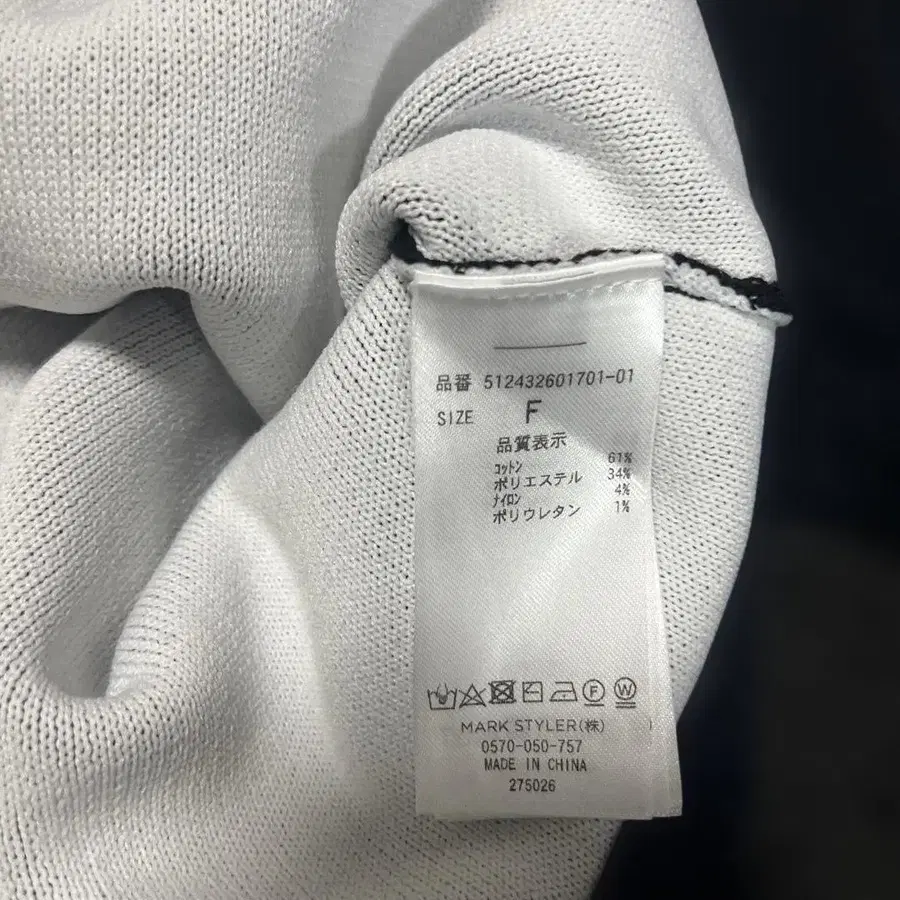 品番 512432601701-01
SIZE F
品質表示
コットン 61%
ポリエステル 34%
ナイロン 4%
ポリウレタン 1%
F W
MARK STYLER(株)
0570-050-757
MADE IN CHINA
275026